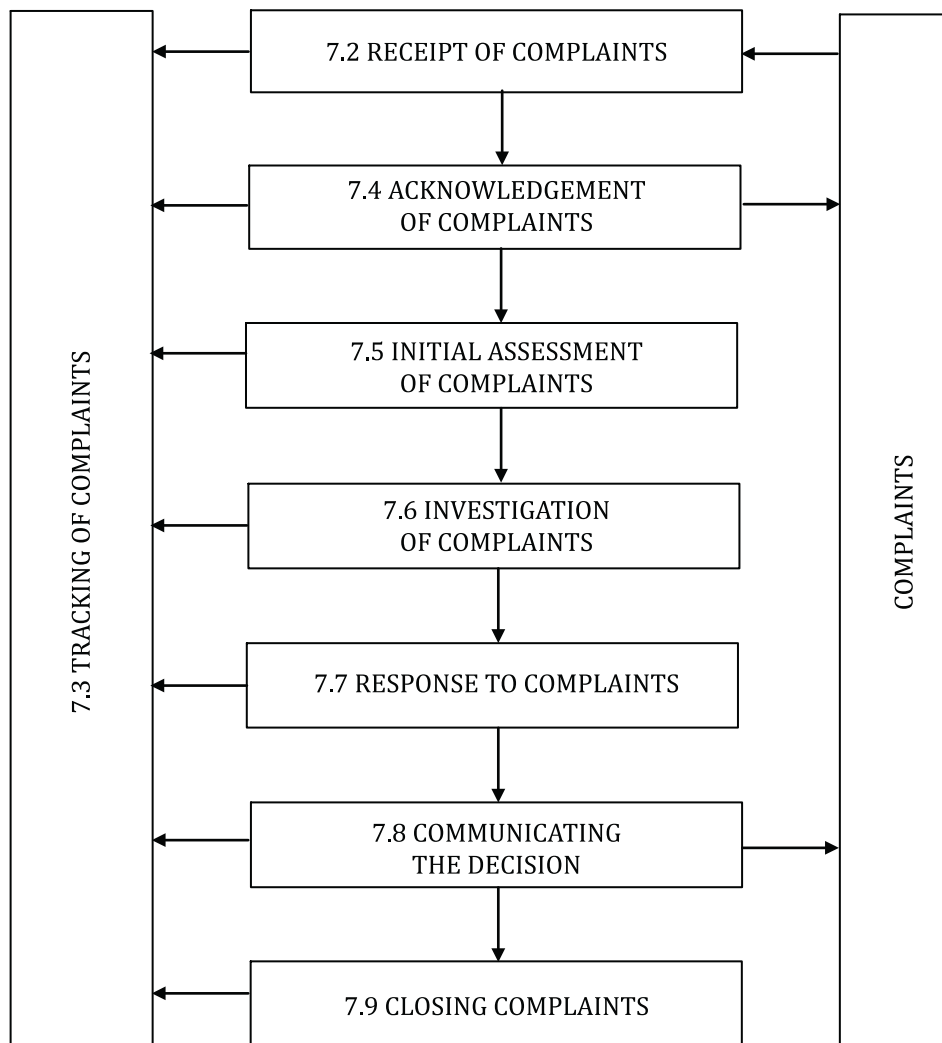 7.2 RECEIPT OF COMPLAINTS
7.4 ACKNOWLEDGEMENT
OF COMPLAINTS
7.5 INITIAL ASSESSMENT
OF COMPLAINTS
7.6 INVESTIGATION
OF COMPLAINTS
7.7 RESPONSE TO COMPLAINTS
7.8 COMMUNICATING
THE DECISION
7.9 CLOSING COMPLAINTS
7.3 TRACKING OF COMPLAINTS
COMPLAINTS